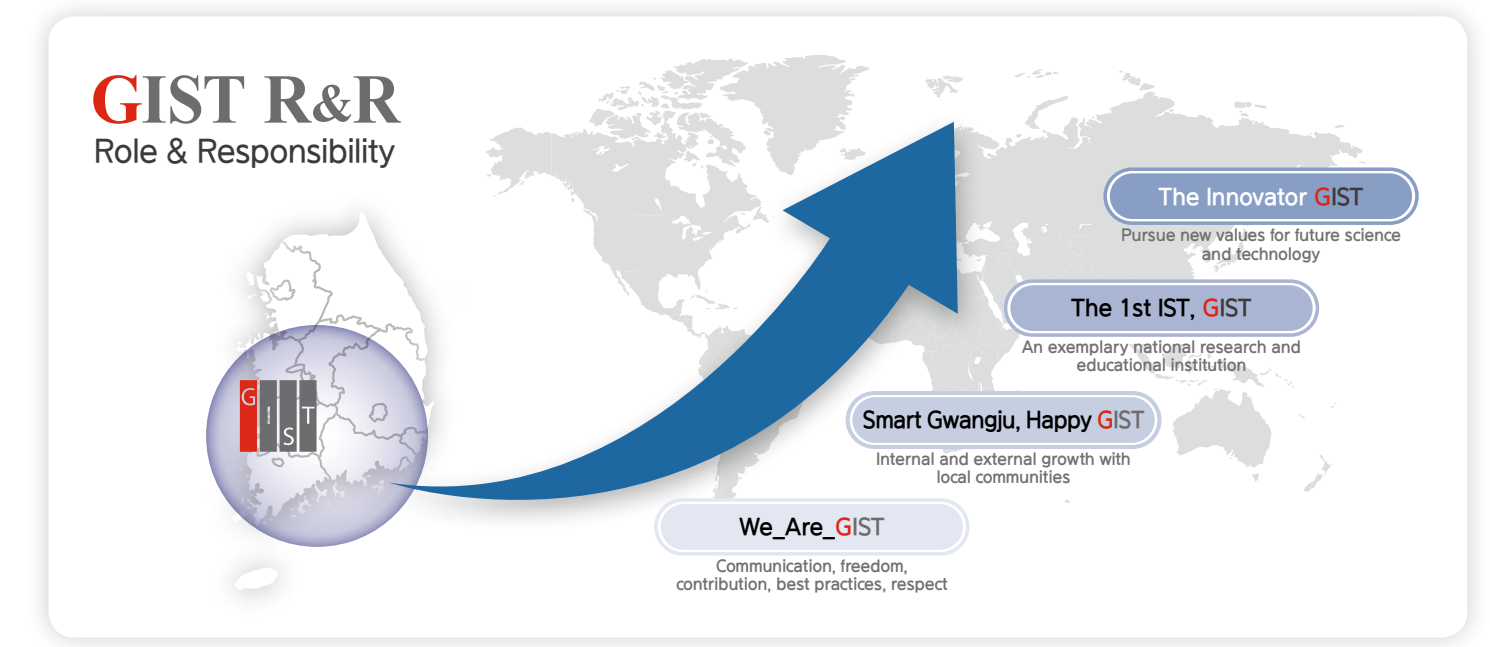 GIST R&R
Role & Responsibility
The Innovator GIST
Pursue new values for future science
and technology
The 1st IST, GIST
An exemplary national research and
educational institution
GIST
Smart Gwangju, Happy GIST
Internal and external growth with
local communities
We_Are_GIST
Communication, freedom,
contribution, best practices, respect